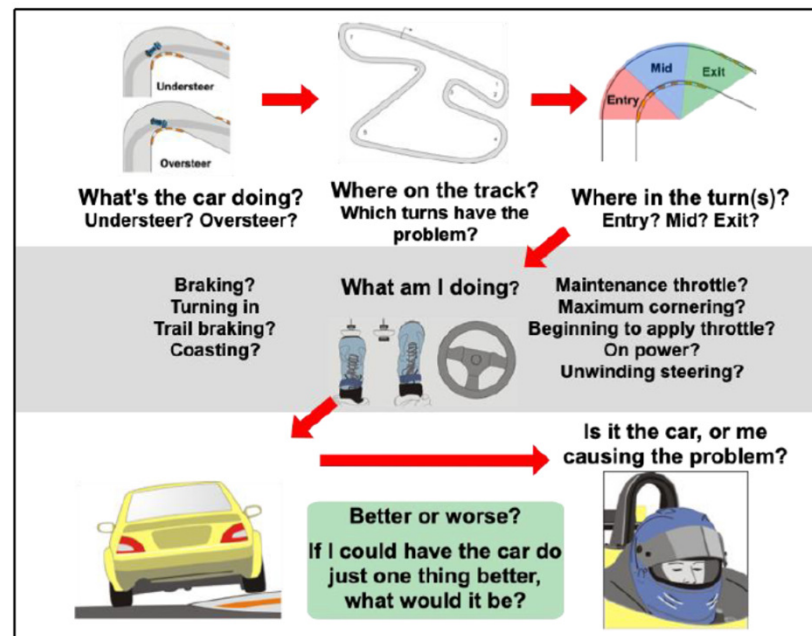 Understeer
Oversteer
What's the car doing?
Understeer? Oversteer?
Where on the track?
Which turns have the
problem?
Entry
Mid
Exit
Where in the turn(s)?
Entry? Mid? Exit?
Braking?
Turning in
Trail braking?
Coasting?
What am I doing?
Maintenance throttle?
Maximum cornering?
Beginning to apply throttle?
On power?
Unwinding steering?
Is it the car, or me
causing the problem?
Better or worse?
If I could have the car do
just one thing better,
what would it be?